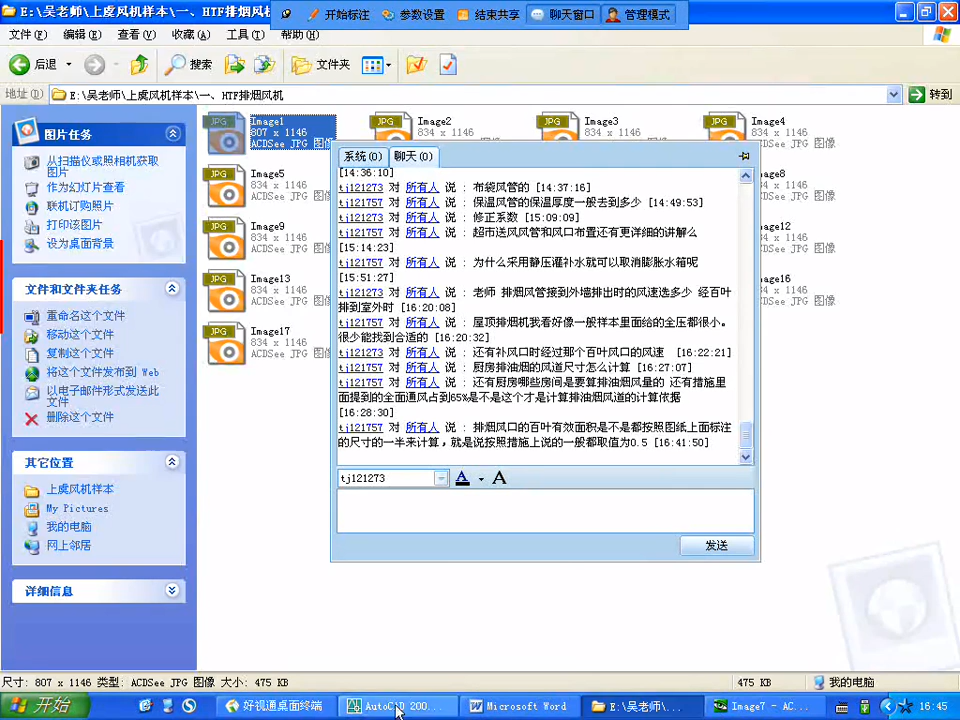 E:\吴老师\上虞风机样本\一、HTF排烟风机
开始标注 参数设置 结束共享 聊天窗口 管理模式
文件(F) 编辑(E) 查看(V) 收藏(A) 工具(T) 帮助(H)
后退 搜索 文件夹
地址(D) E:\吴老师\上虞风机样本\一、HTF排烟风机 转到
图片任务
从扫描仪或照相机获取
图片
作为幻灯片查看
联机订购照片
打印该图片
设为桌面背景
文件和文件夹任务
重命名这个文件
移动这个文件
复制这个文件
将这个文件发布到 Web
以电子邮件形式发送此
文件
删除这个文件
其它位置
上虞风机样本
My Pictures
我的电脑
网上邻居
详细信息
JPG Image1
807 x 1146
ACDSee JPG 图像
JPG Image2
834 x 1146
JPG Image3
834 x 1146
JPG Image4
834 x 1146
ACDSee JPG 图像
JPG Image5
834 x 1146
ACDSee JPG
1146
JPG 图像
JPG Image9
834 x 1146
ACDSee JPG
1146
JPG 图像
JPG Image13
834 x 1146
ACDSee JPG
1146
JPG 图像
JPG Image17
834 x 1146
ACDSee JPG
系统(0) 聊天(0)
[14:36:10]
tj121273 对 所有人 说 : 布袋风管的 [14:37:16]
tj121757 对 所有人 说 : 保温风管的保温厚度一般去到多少 [14:49:53]
tj121273 对 所有人 说 : 修正系数 [15:09:09]
tj121757 对 所有人 说 : 超市送风风管和风口布置还有更详细的讲解么
[15:14:23]
tj121757 对 所有人 说 : 为什么采用静压灌补水就可以取消膨胀水箱呢
[15:51:27]
tj121273 对 所有人 说 : 老师 排烟风管接到外墙排出时的风速选多少 经百叶
排到室外时 [16:20:08]
tj121757 对 所有人 说 : 屋顶排烟机我看好像一般样本里面给的全压都很小。
很少能找到合适的 [16:20:32]
tj121273 对 所有人 说 : 还有补风口时经过那个百叶风口的风速 [16:22:21]
tj121757 对 所有人 说 : 厨房排油烟的风道尺寸怎么计算 [16:27:07]
tj121757 对 所有人 说 : 还有厨房哪些房间是要算排油烟风量的 还有措施里
面提到的全面通风占到65%是不是这个才是计算排油烟风道的计算依据
[16:28:30]
tj121757 对 所有人 说 : 排烟风口的百叶有效面积是不是都按照图纸上面标注
的尺寸的一半来计算，就是说按照措施上说的一般都取值为0.5 [16:41:50]
tj121273
A A
发送
尺寸: 807 x 1146 类型: ACDSee JPG 图像 大小: 475 KB 475 KB 我的电脑
开始 好视通桌面终端 AutoCAD 200... Microsoft Word E:\吴老师\... Image7 - AC... 16:45